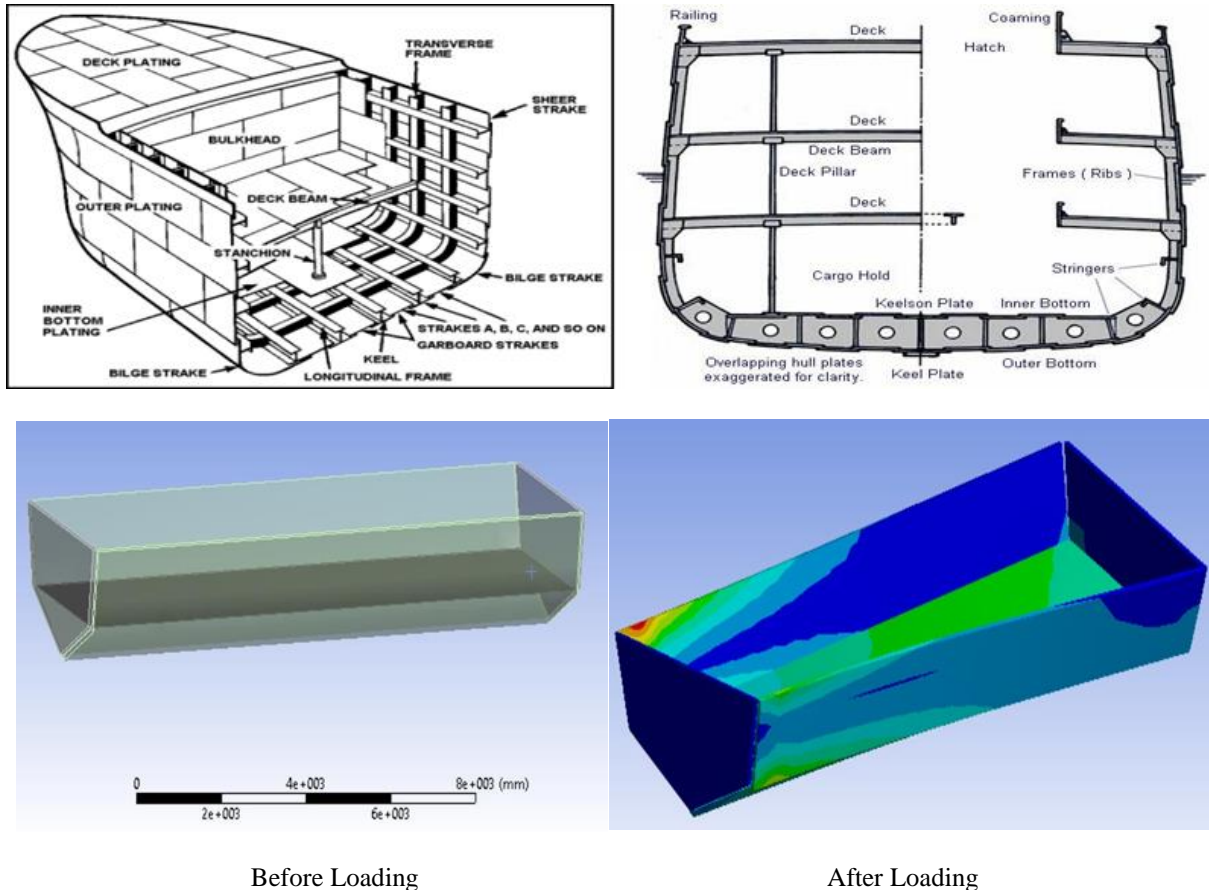 TRANSVERSE
FRAME
DECK PLATING
SHEER
STRAKE
BULKHEAD
DECK BEAM
OUTER PLATING
STANCHION
BILGE STRAKE
INNER
BOTTOM
PLATING
STRAKES A, B, C, AND SO ON
GARBOARD STRAKES
KEEL
BILGE STRAKE
LONGITUDINAL FRAME
Railing
Coaming
Deck
Hatch
Deck
Deck Beam
Deck Pillar
Frames ( Ribs )
Deck
Stringers
Cargo Hold
Keelson Plate
Inner Bottom
Overlapping hull plates
exaggerated for clarity.
Keel Plate
Outer Bottom
0
4e+003
8e+003 (mm)
2e+003
6e+003
Before Loading
After Loading